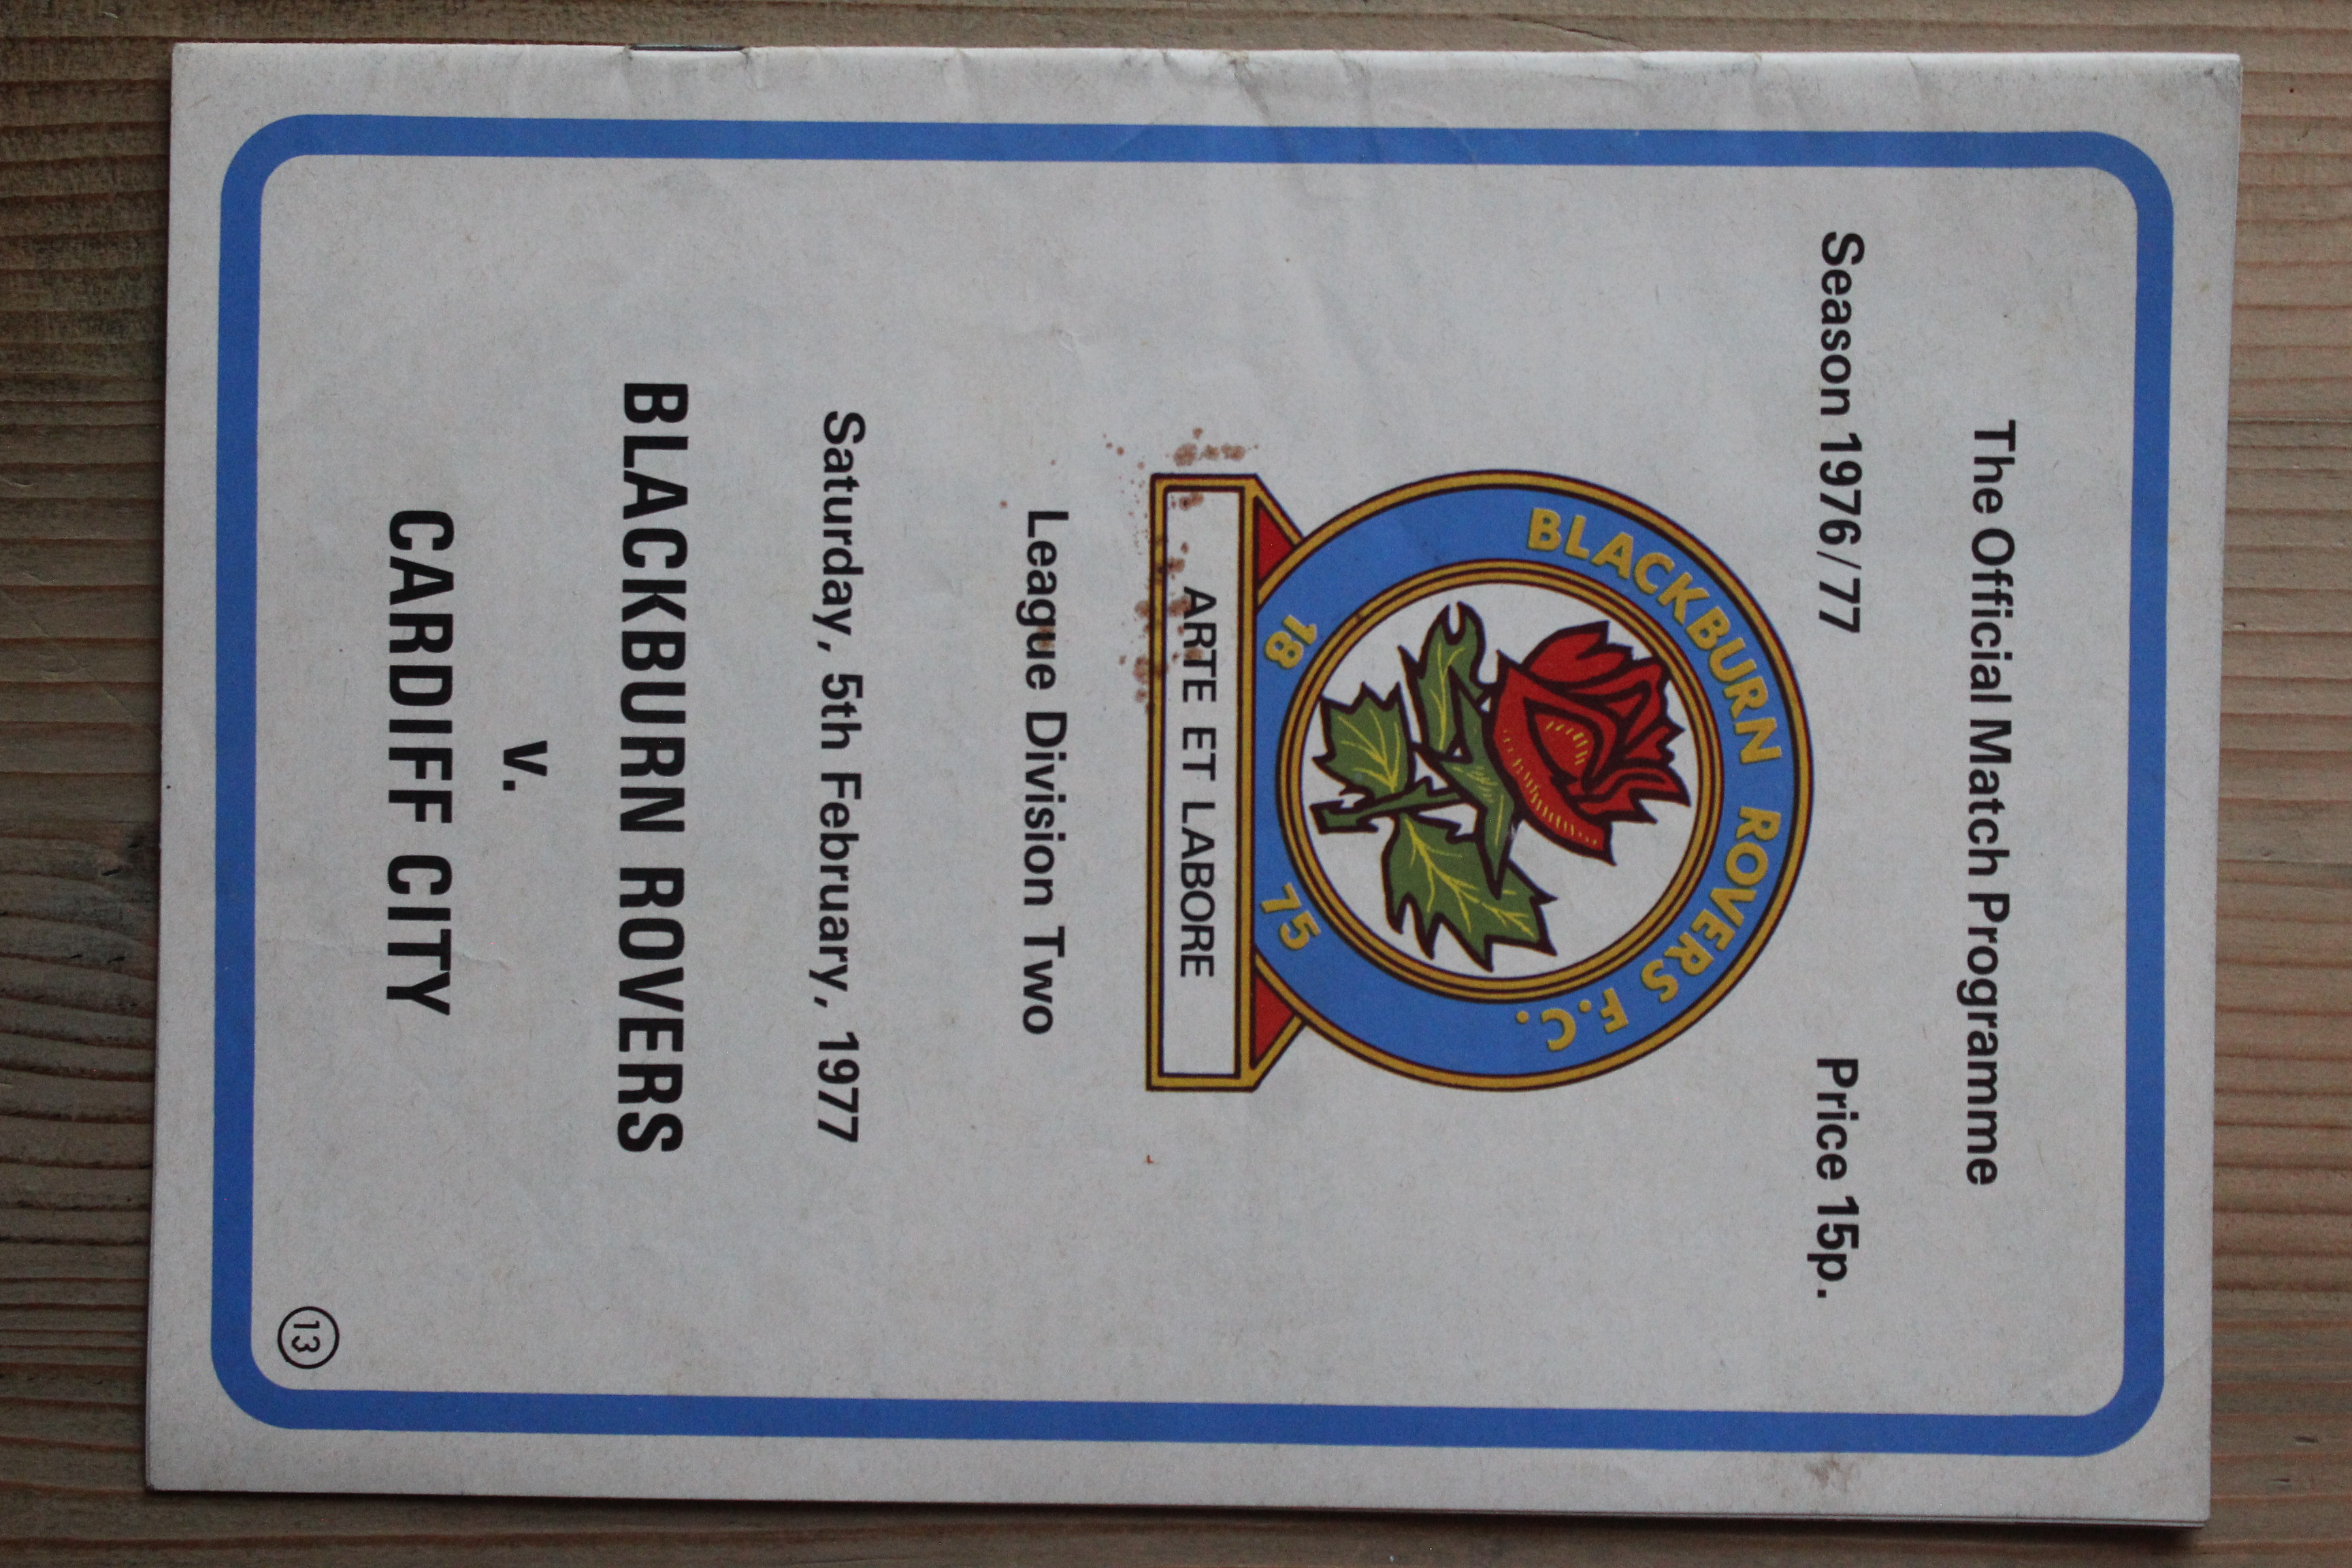 The Official Match Programme
Season 1976/77
Price 15p.
BLACKBURN ROVERS F.C.
18 75
ARTE ET LABORE
League Division Two
Saturday, 5th February, 1977
BLACKBURN ROVERS
v.
CARDIFF CITY
13